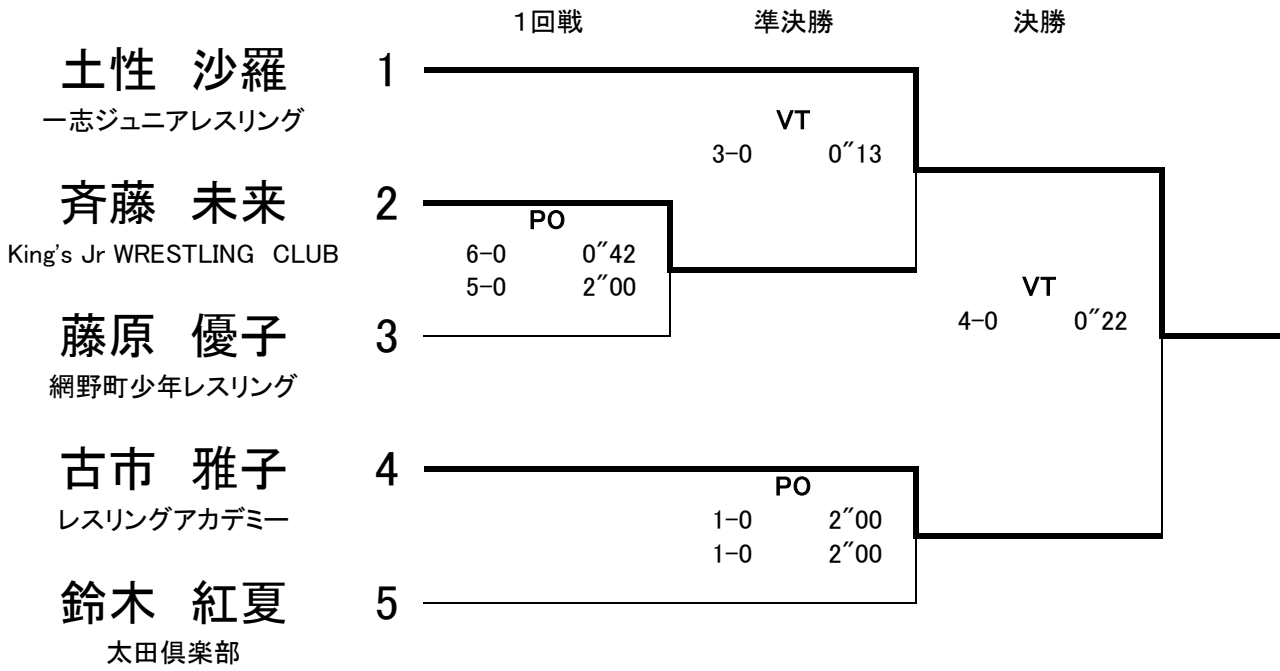 1回戦 準決勝 決勝
土性 沙羅 1
一志ジュニアレスリング
VT
3-0 0″13
斉藤 未来 2
King's Jr WRESTLING CLUB
PO
6-0 0″42
5-0 2″00
VT
4-0 0″22
藤原 優子 3
網野町少年レスリング
古市 雅子 4
レスリングアカデミー
PO
1-0 2″00
1-0 2″00
鈴木 紅夏 5
太田倶楽部